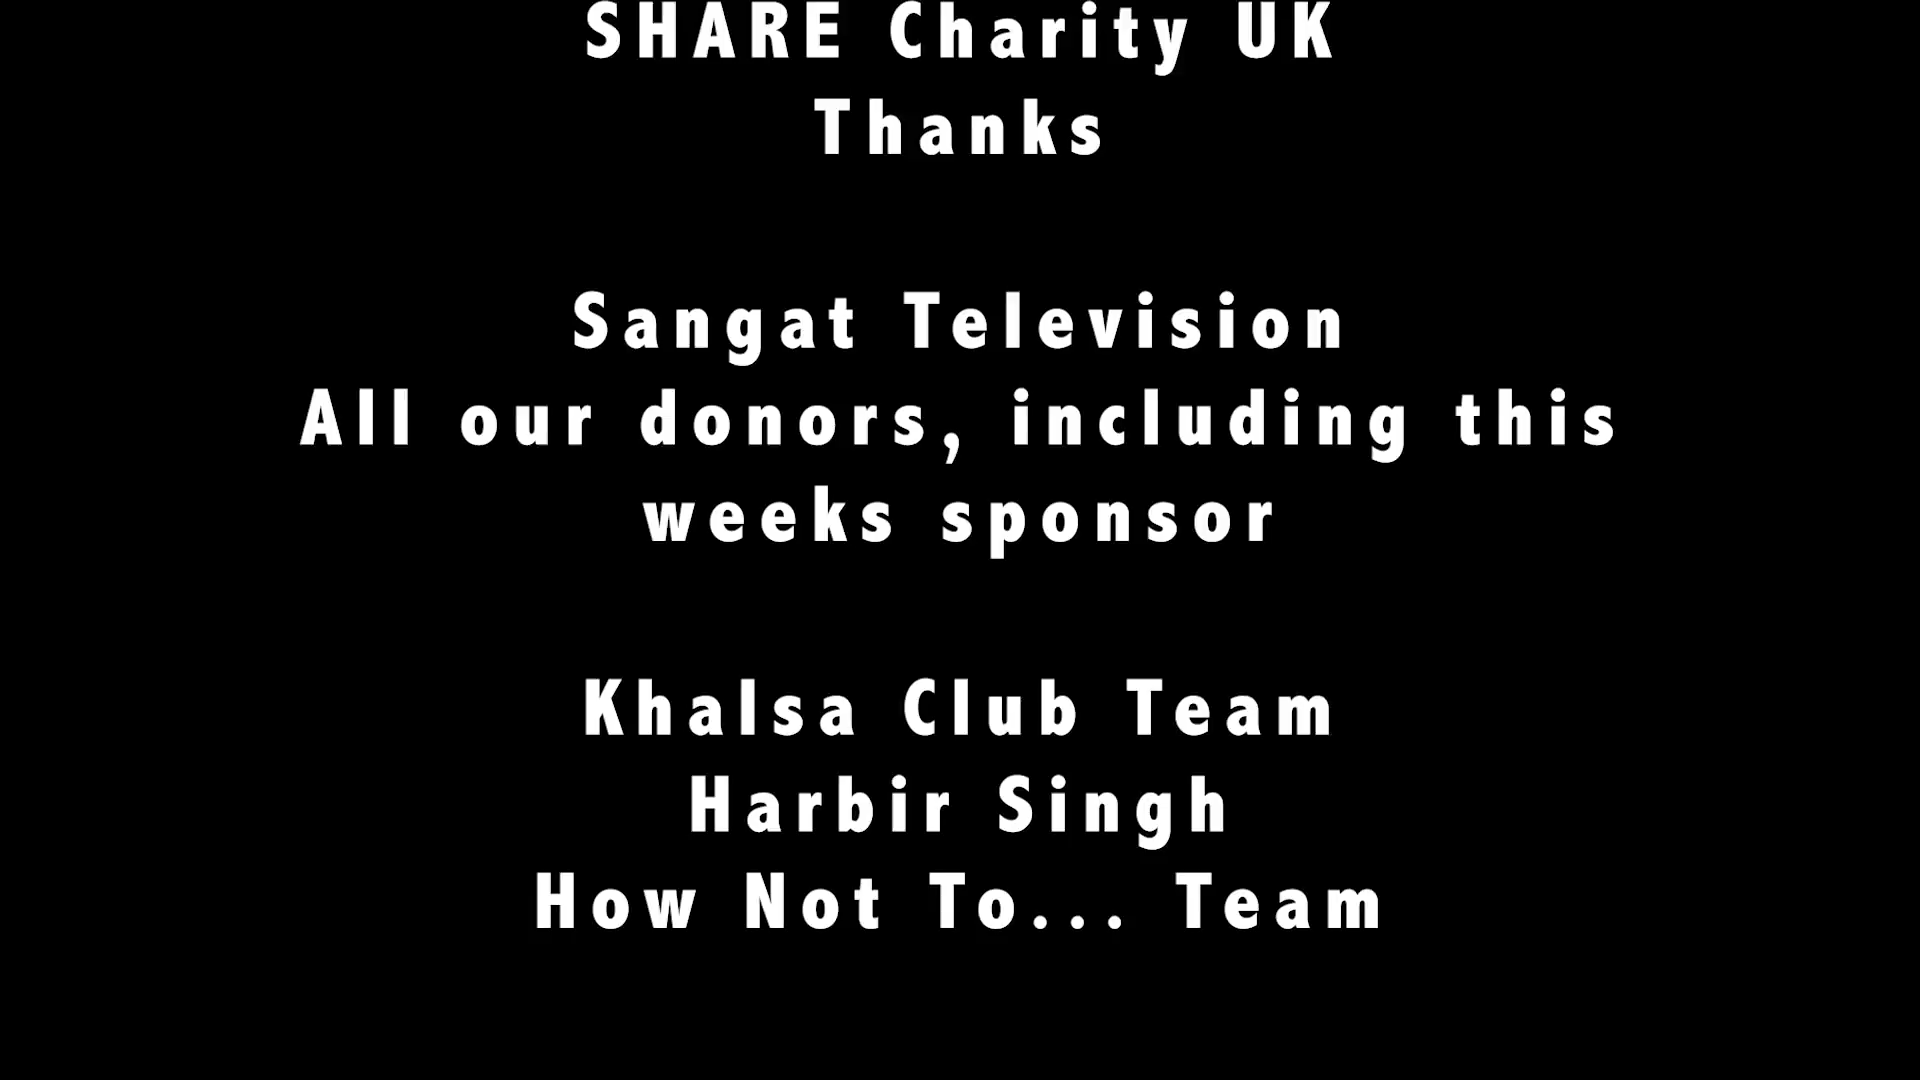 SHARE Charity UK
Thanks
Sangat Television
All our donors, including this
weeks sponsor
Khalsa Club Team
Harbir Singh
How Not To... Team